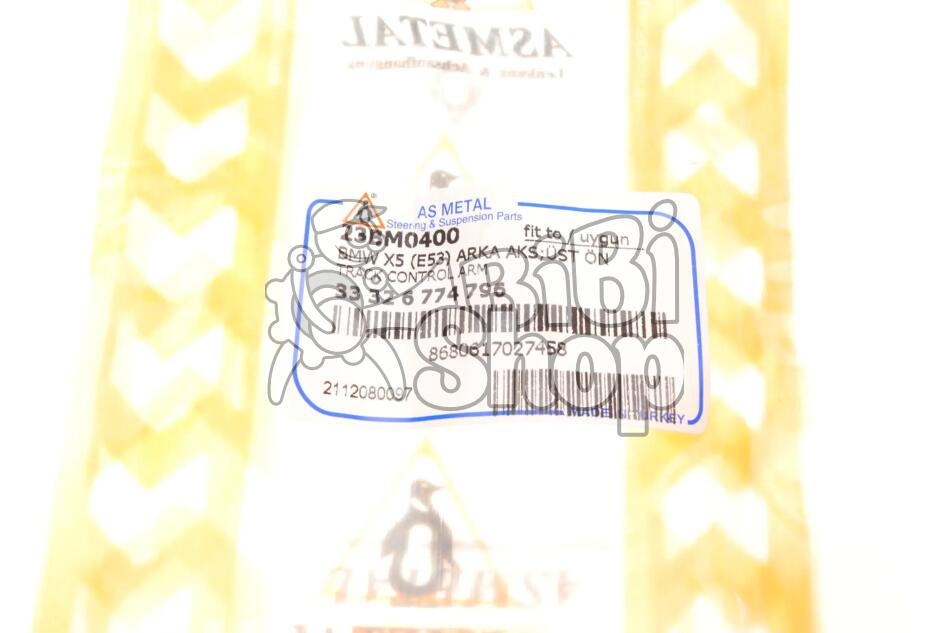 ASMETAL
AS METAL
Steering & Suspension Parts
23BM0400
fit to / uygun
BMW X5 (E53) ARKA AKS.ÜST ÖN
TRACK CONTROL ARM
33 32 6 774 796
BiBi
Shop
8680617027458
2112080097
MADE IN TURKEY